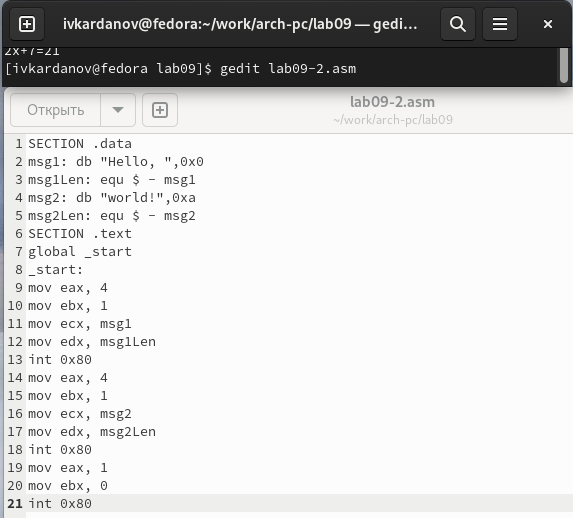 ivkardanov@fedora:~/work/arch-pc/lab09 — gedi...
2x+7=21
[ivkardanov@fedora lab09]$ gedit lab09-2.asm
Открыть
lab09-2.asm
~/work/arch-pc/lab09
1 SECTION .data
2 msg1: db "Hello, ",0x0
3 msg1Len: equ $ - msg1
4 msg2: db "world!",0xa
5 msg2Len: equ $ - msg2
6 SECTION .text
7 global _start
8 _start:
9 mov eax, 4
10 mov ebx, 1
11 mov ecx, msg1
12 mov edx, msg1Len
13 int 0x80
14 mov eax, 4
15 mov ebx, 1
16 mov ecx, msg2
17 mov edx, msg2Len
18 int 0x80
19 mov eax, 1
20 mov ebx, 0
21 int 0x80